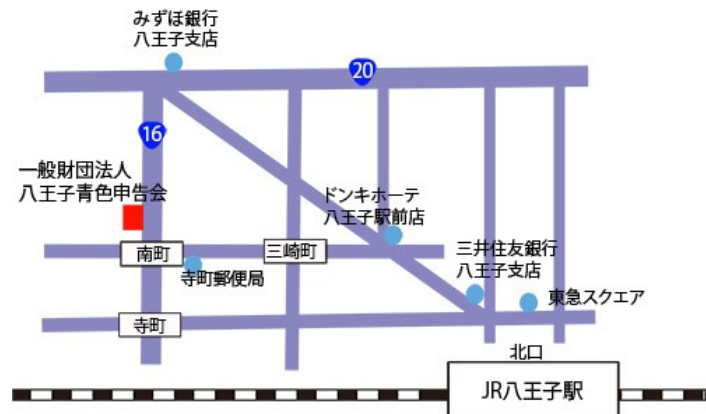 みずほ銀行
八王子支店
20
16
一般財団法人
八王子青色申告会
ドンキホーテ
八王子駅前店
南町
三崎町
寺町郵便局
三井住友銀行
八王子支店
東急スクエア
寺町
北口
JR八王子駅